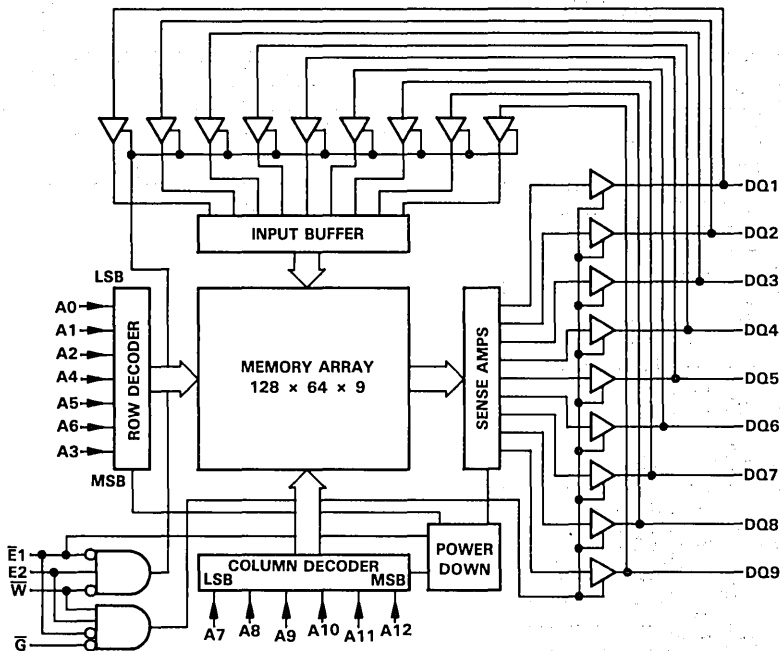 DQ1
DQ2
INPUT BUFFER
LSB
DQ3
A0
A1
A2
A4
A5
A6
A3
ROW DECODER
MEMORY ARRAY
128 × 64 × 9
SENSE AMPS
DQ4
DQ5
DQ6
DQ7
MSB
DQ8
E1
E2
W
G
COLUMN DECODER
LSB
MSB
POWER
DOWN
DQ9
A7
A8
A9
A10
A11
A12